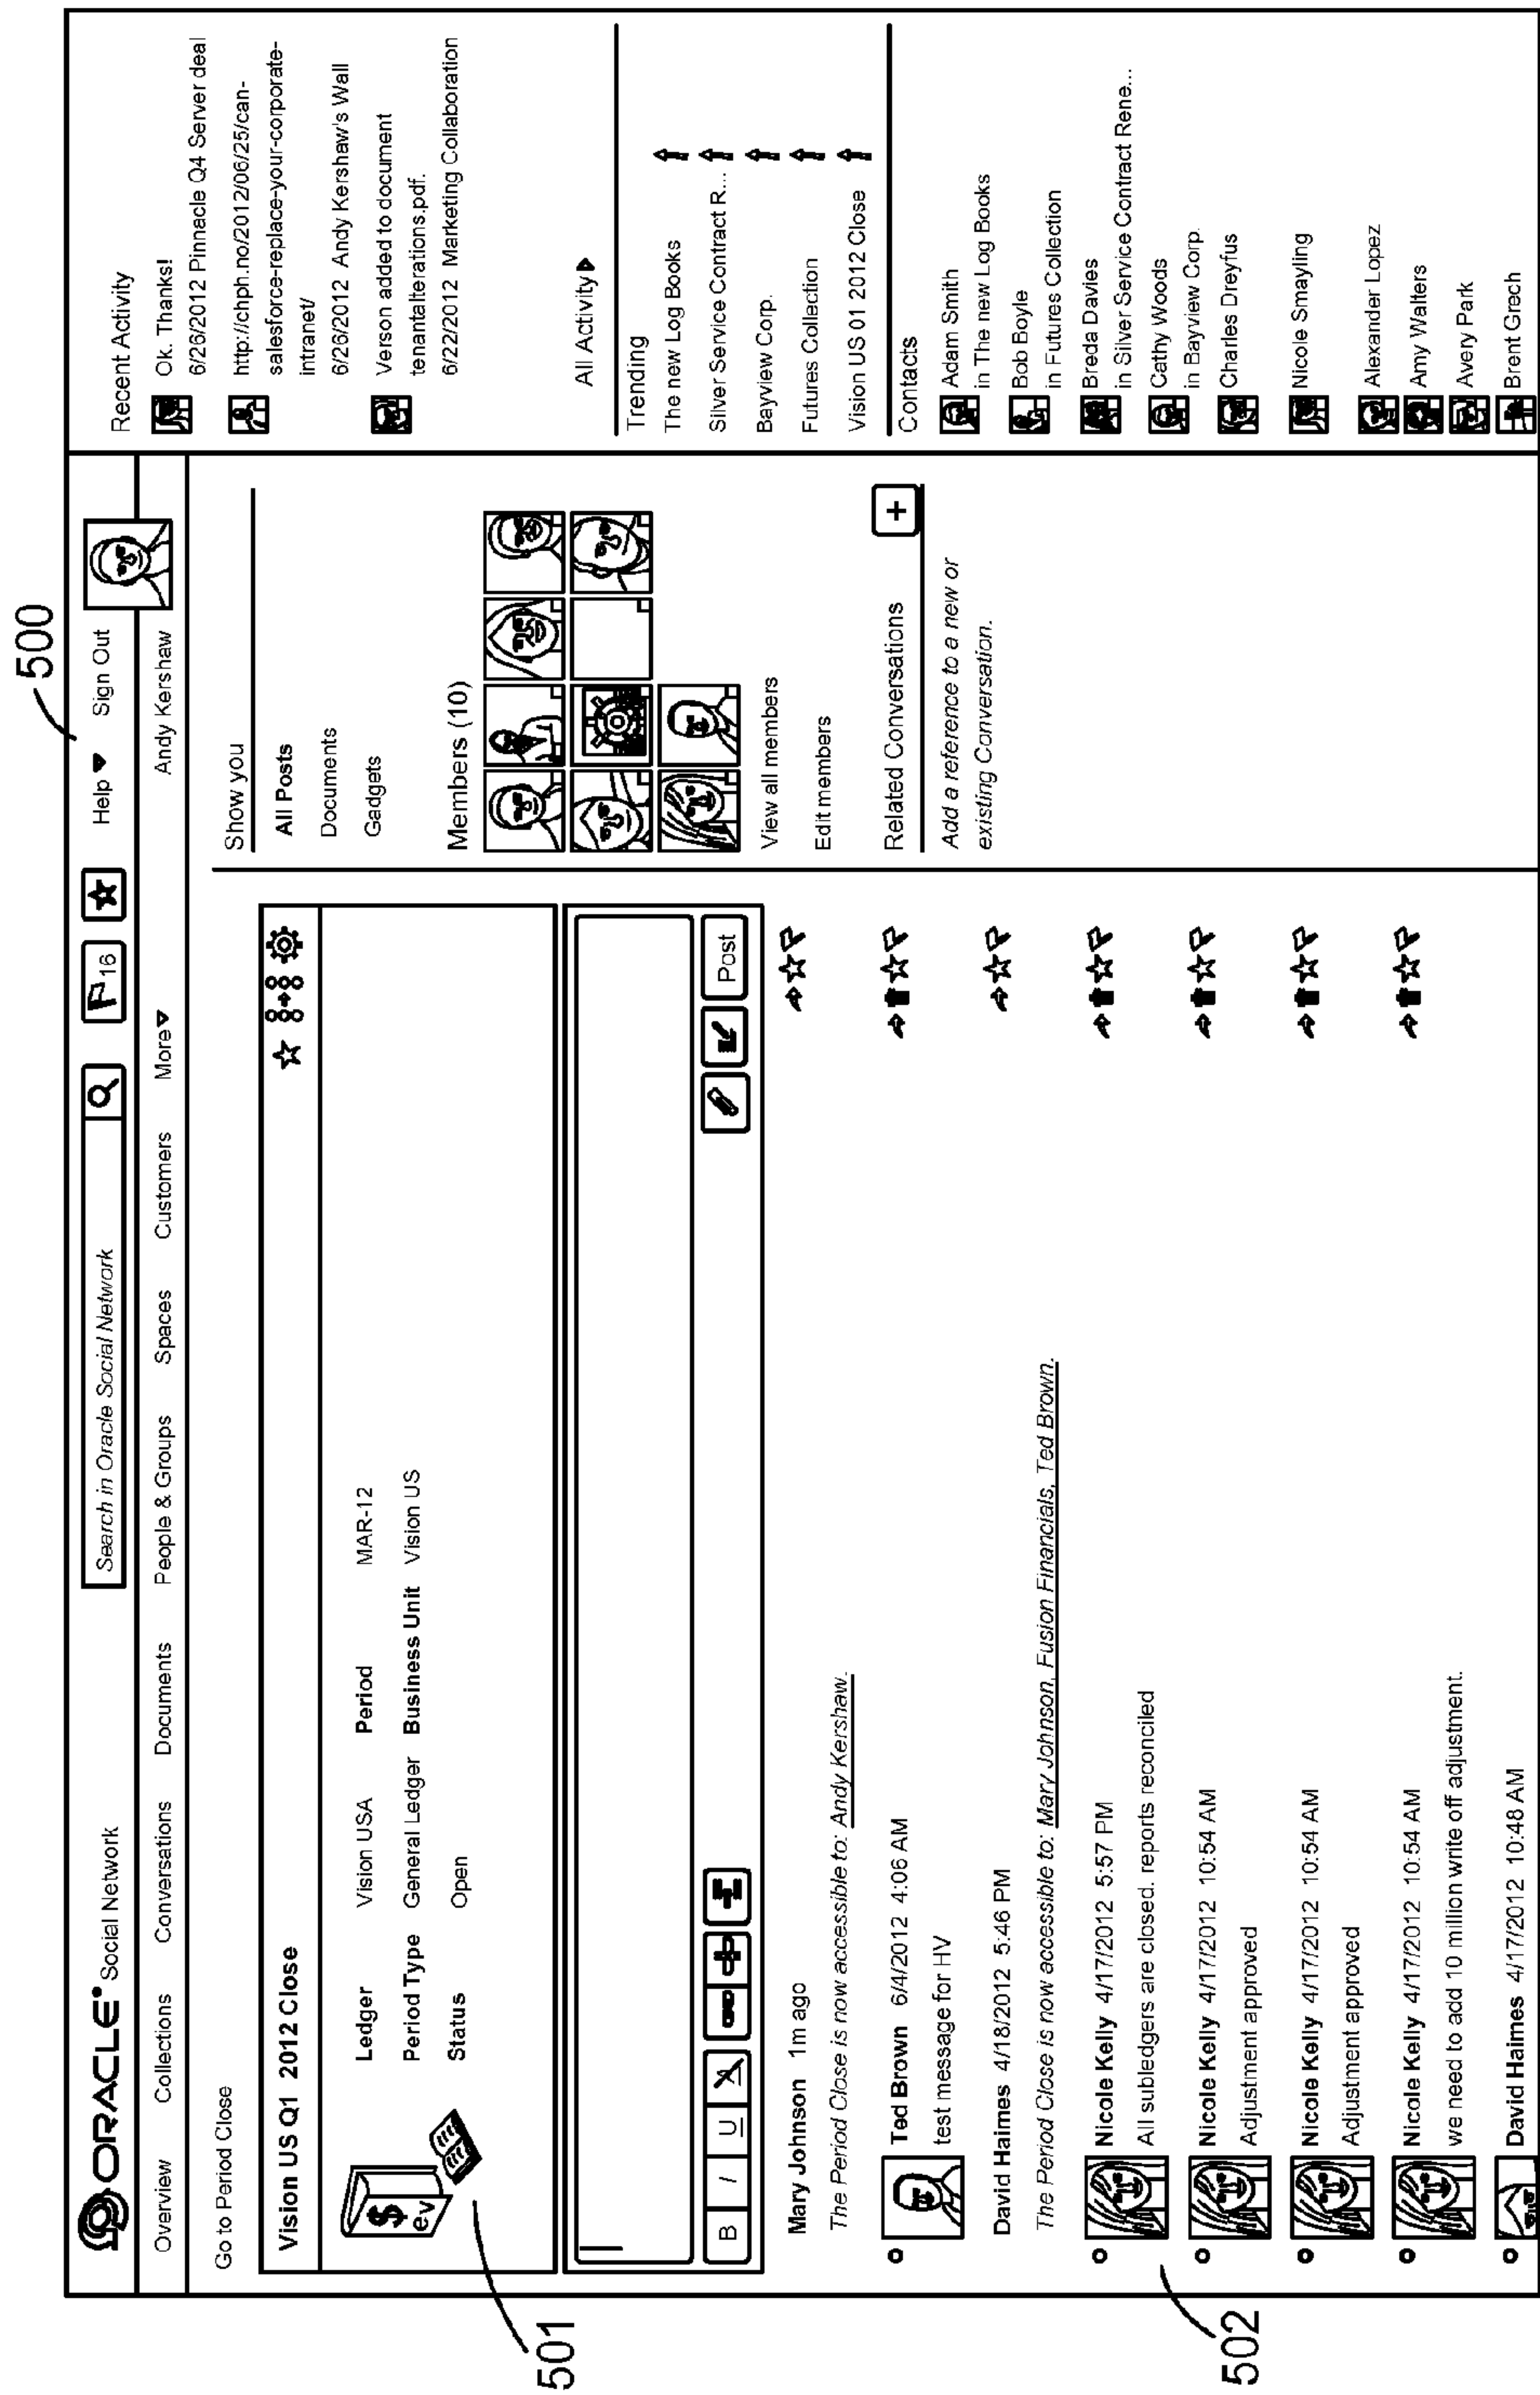 500
ORACLE® Social Network
Search in Oracle Social Network
16
Help
Sign Out
Overview
Collections
Conversations
Documents
People & Groups
Spaces
Customers
More
Andy Kershaw
Go to Period Close
Vision US Q1 2012 Close
$
ev
Ledger Vision USA Period MAR-12
Period Type General Ledger Business Unit Vision US
Status Open
501
B I U A
Post
Mary Johnson 1m ago
The Period Close is now accessible to: Andy Kershaw.
Ted Brown 6/4/2012 4:06 AM
test message for HV
David Haimes 4/18/2012 5:46 PM
The Period Close is now accessible to: Mary Johnson, Fusion Financials, Ted Brown.
Nicole Kelly 4/17/2012 5:57 PM
All subledgers are closed. reports reconciled
502
Nicole Kelly 4/17/2012 10:54 AM
Adjustment approved
Nicole Kelly 4/17/2012 10:54 AM
Adjustment approved
Nicole Kelly 4/17/2012 10:54 AM
we need to add 10 million write off adjustment.
David Haimes 4/17/2012 10:48 AM
Show you
All Posts
Documents
Gadgets
Members (10)
View all members
Edit members
Related Conversations
+
Add a reference to a new or
existing Conversation.
Recent Activity
Ok. Thanks!
6/26/2012 Pinnacle Q4 Server deal
http://chph.no/2012/06/25/can-
salesforce-replace-your-corporate-
intranet/
6/26/2012 Andy Kershaw's Wall
Verson added to document
tenantalterations.pdf.
6/22/2012 Marketing Collaboration
All Activity
Trending
The new Log Books
Silver Service Contract R...
Bayview Corp.
Futures Collection
Vision US 01 2012 Close
Contacts
Adam Smith
in The new Log Books
Bob Boyle
in Futures Collection
Breda Davies
in Silver Service Contract Rene...
Cathy Woods
in Bayview Corp.
Charles Dreyfus
Nicole Smayling
Alexander Lopez
Amy Walters
Avery Park
Brent Grech